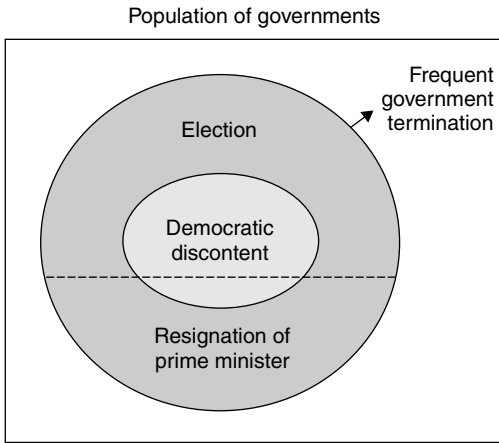 Population of governments
Frequent
government
termination
Election
Democratic
discontent
Resignation of
prime minister